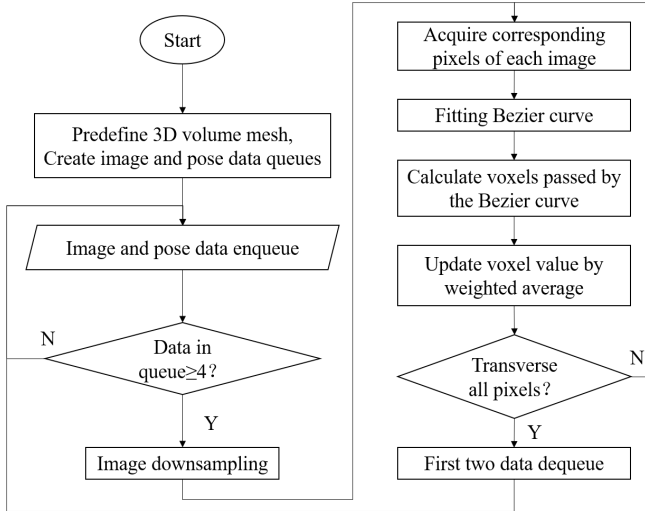 Start
Predefine 3D volume mesh,
Create image and pose data queues
Image and pose data enqueue
N
Data in
queue≥4?
Y
Image downsampling
Acquire corresponding
pixels of each image
Fitting Bezier curve
Calculate voxels passed by
the Bezier curve
Update voxel value by
weighted average
Transverse
all pixels?
N
Y
First two data dequeue